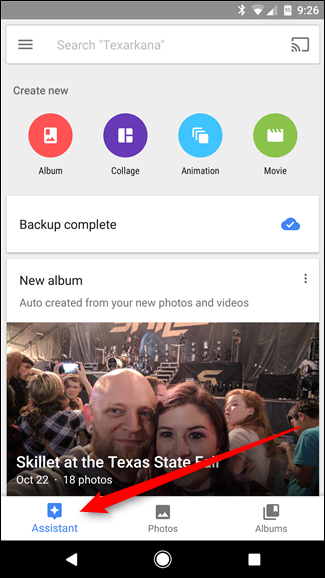 9:26
Search "Texarkana"
Create new
Album Collage Animation Movie
Backup complete
New album
Auto created from your new photos and videos
SKILLET
Skillet at the Texas State Fair
Oct 22 · 18 photos
Assistant Photos Albums